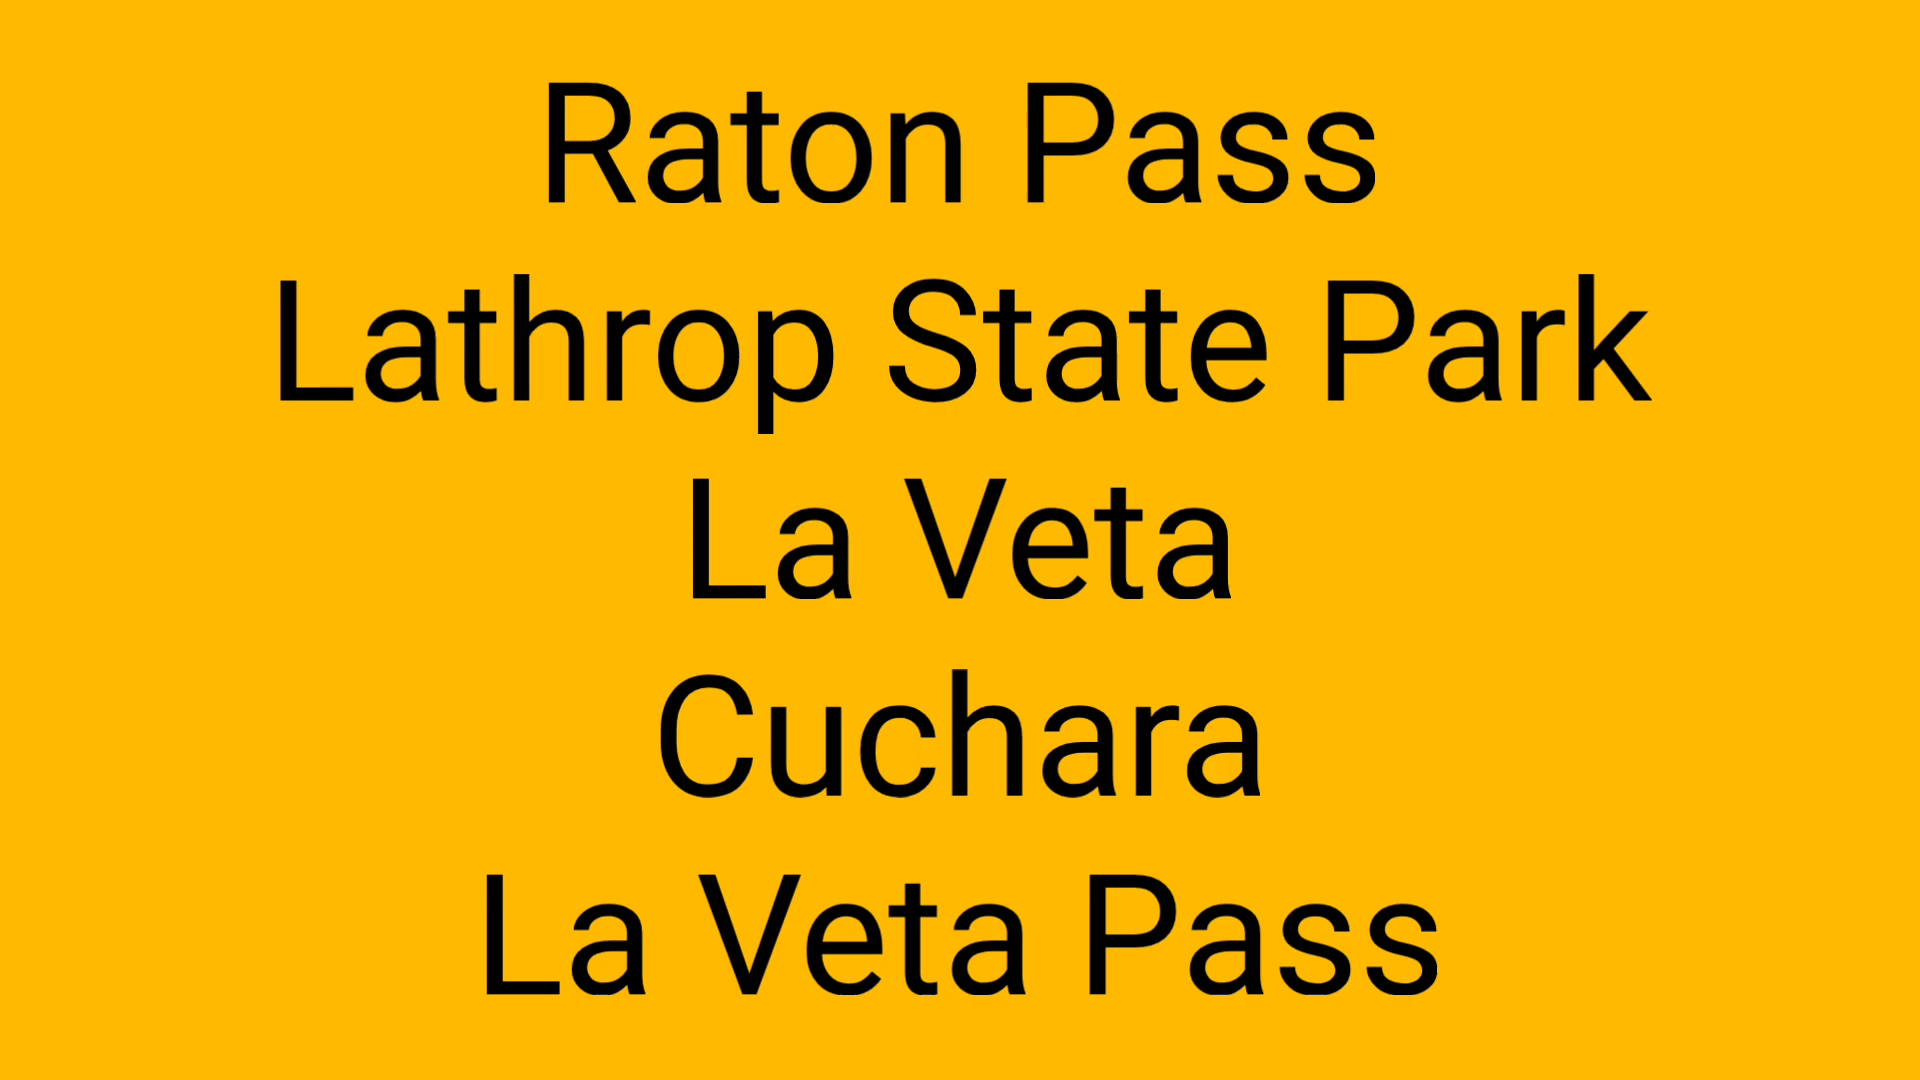 Raton Pass
Lathrop State Park
La Veta
Cuchara
La Veta Pass